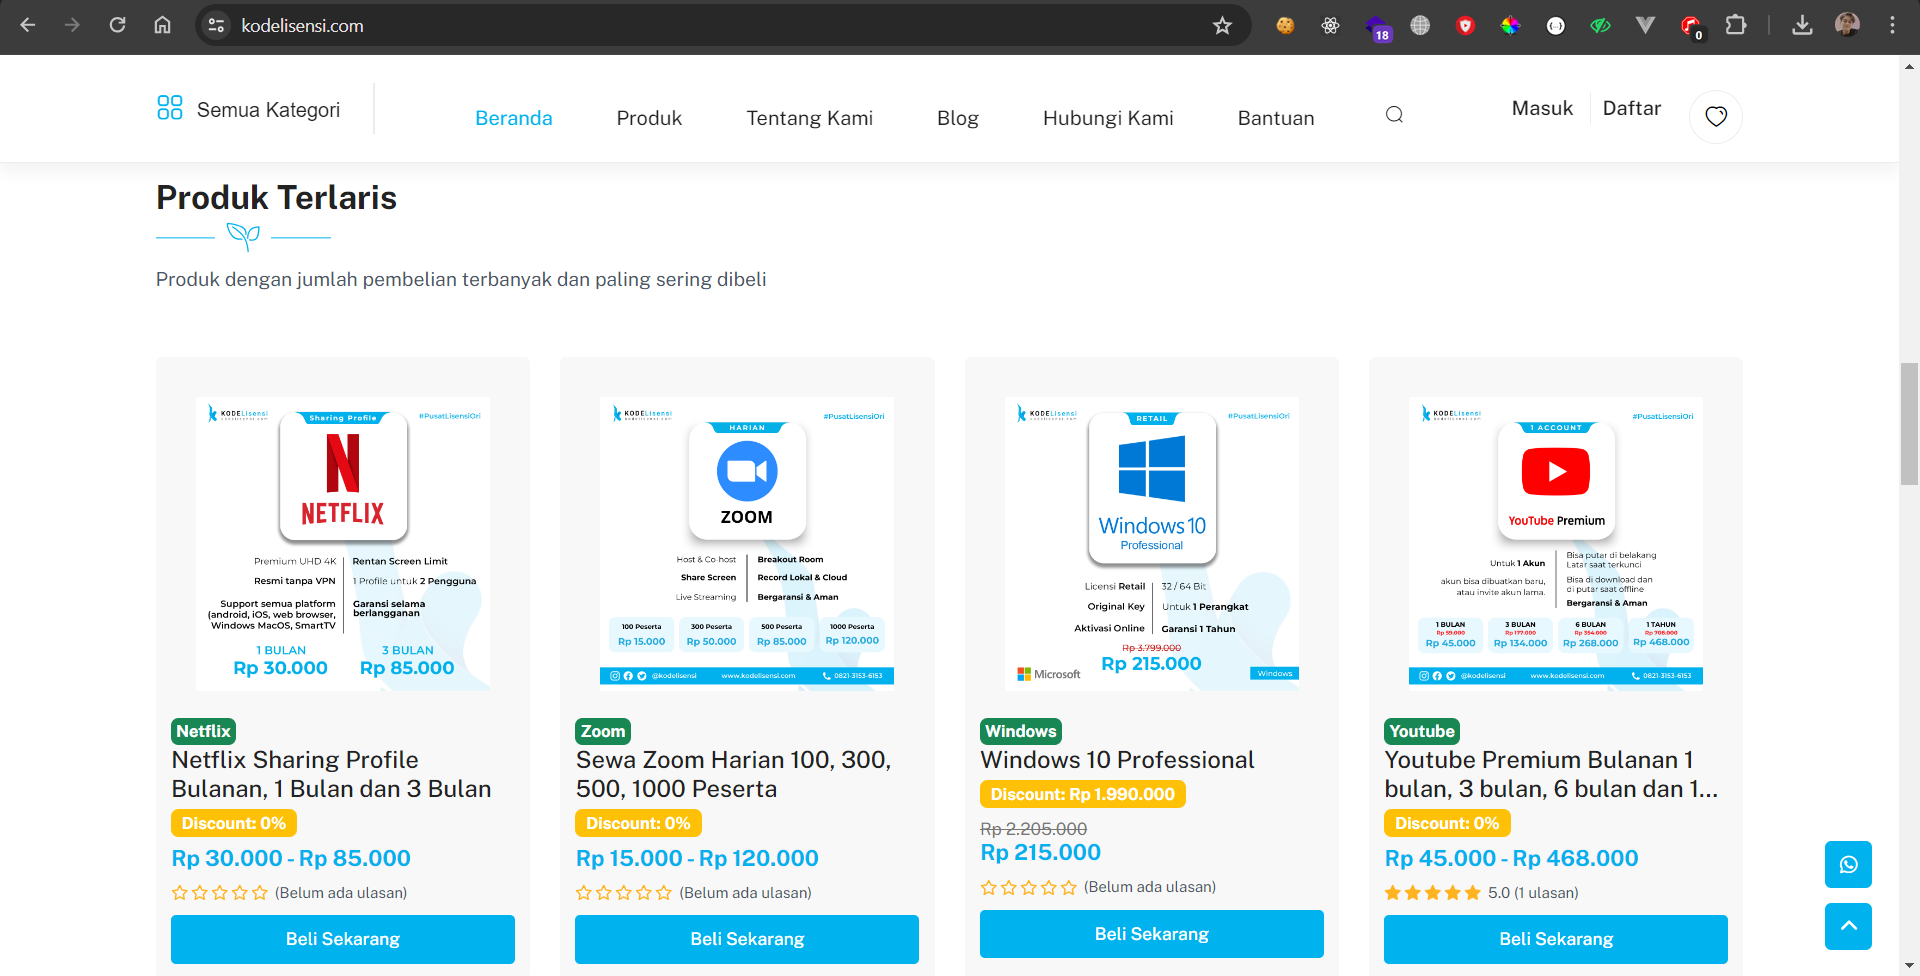 kodelisensi.com
18
0
Semua Kategori
Beranda
Produk
Tentang Kami
Blog
Hubungi Kami
Bantuan
Masuk
Daftar
Produk Terlaris
Produk dengan jumlah pembelian terbanyak dan paling sering dibeli
KODELisensi
kodelisensi.com
Sharing Profile
#PusatLisensiOri
NETFLIX
Premium UHD 4K
Rentan Screen Limit
Resmi tanpa VPN
1 Profile untuk 2 Pengguna
Support semua platform
(android, iOS, web browser,
Windows MacOS, SmartTV
Garansi selama
berlangganan
1 BULAN
Rp 30.000
3 BULAN
Rp 85.000
Netflix
Netflix Sharing Profile
Bulanan, 1 Bulan dan 3 Bulan
Discount: 0%
Rp 30.000 - Rp 85.000
(Belum ada ulasan)
Beli Sekarang
KODELisensi
kodelisensi.com
HARIAN
#PusatLisensiOri
ZOOM
Host & Co-host
Breakout Room
Share Screen
Record Lokal & Cloud
Live Streaming
Bergaransi & Aman
100 Peserta
Rp 15.000
300 Peserta
Rp 50.000
500 Peserta
Rp 85.000
1000 Peserta
Rp 120.000
@kodelisensi
www.kodelisensi.com
0821-3153-6153
Zoom
Sewa Zoom Harian 100, 300,
500, 1000 Peserta
Discount: 0%
Rp 15.000 - Rp 120.000
(Belum ada ulasan)
Beli Sekarang
KODELisensi
kodelisensi.com
RETAIL
#PusatLisensiOri
Windows 10
Professional
Licensi Retail
32 / 64 Bit
Original Key
Untuk 1 Perangkat
Aktivasi Online
Garansi 1 Tahun
Rp 3.799.000
Rp 215.000
Microsoft
Windows
Windows
Windows 10 Professional
Discount: Rp 1.990.000
Rp 2.205.000
Rp 215.000
(Belum ada ulasan)
Beli Sekarang
KODELisensi
kodelisensi.com
1 ACCOUNT
#PusatLisensiOri
YouTube Premium
Untuk 1 Akun
akun bisa dibuatkan baru,
atau invite akun lama.
Bisa putar di belakang
Latar saat terkunci
Bisa di download dan
di putar saat offline
Bergaransi & Aman
1 BULAN
Rp 59.000
Rp 45.000
3 BULAN
Rp 177.000
Rp 134.000
6 BULAN
Rp 354.000
Rp 268.000
1 TAHUN
Rp 708.000
Rp 468.000
@kodelisensi
www.kodelisensi.com
0821-3153-6153
Youtube
Youtube Premium Bulanan 1
bulan, 3 bulan, 6 bulan dan 1...
Discount: 0%
Rp 45.000 - Rp 468.000
5.0 (1 ulasan)
Beli Sekarang